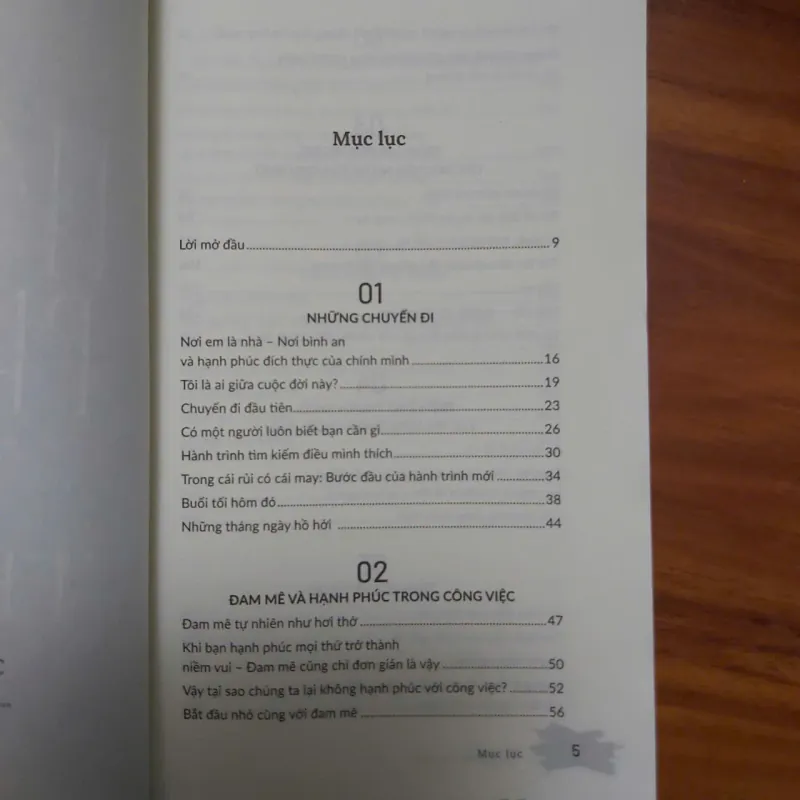 Mục lục
Lời mở đầu........9
01
NHỮNG CHUYẾN ĐI
Nơi em là nhà – Nơi bình an
và hạnh phúc đích thực của chính mình........16
Tôi là ai giữa cuộc đời này?........19
Chuyến đi đầu tiên........23
Có một người luôn biết bạn cần gì........26
Hành trình tìm kiếm điều mình thích........30
Trong cái rủi có cái may: Bước đầu của hành trình mới........34
Buổi tối hôm đó........38
Những tháng ngày hồ hởi........44
02
ĐAM MÊ VÀ HẠNH PHÚC TRONG CÔNG VIỆC
Đam mê tự nhiên như hơi thở........47
Khi bạn hạnh phúc mọi thứ trở thành
niềm vui – Đam mê cũng chỉ đơn giản là vậy........50
Vậy tại sao chúng ta lại không hạnh phúc với công việc?........52
Bắt đầu nhỏ cùng với đam mê........56
Mục lục 5